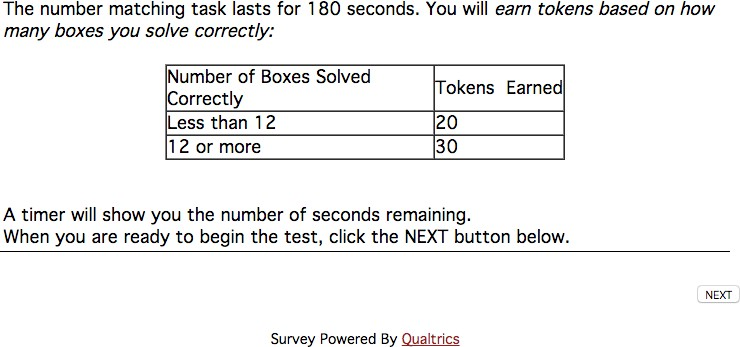 The number matching task lasts for 180 seconds. You will earn tokens based on how
many boxes you solve correctly:
Number of Boxes Solved
Correctly
Tokens Earned
Less than 12
20
12 or more
30
A timer will show you the number of seconds remaining.
When you are ready to begin the test, click the NEXT button below.
NEXT
Survey Powered By Qualtrics